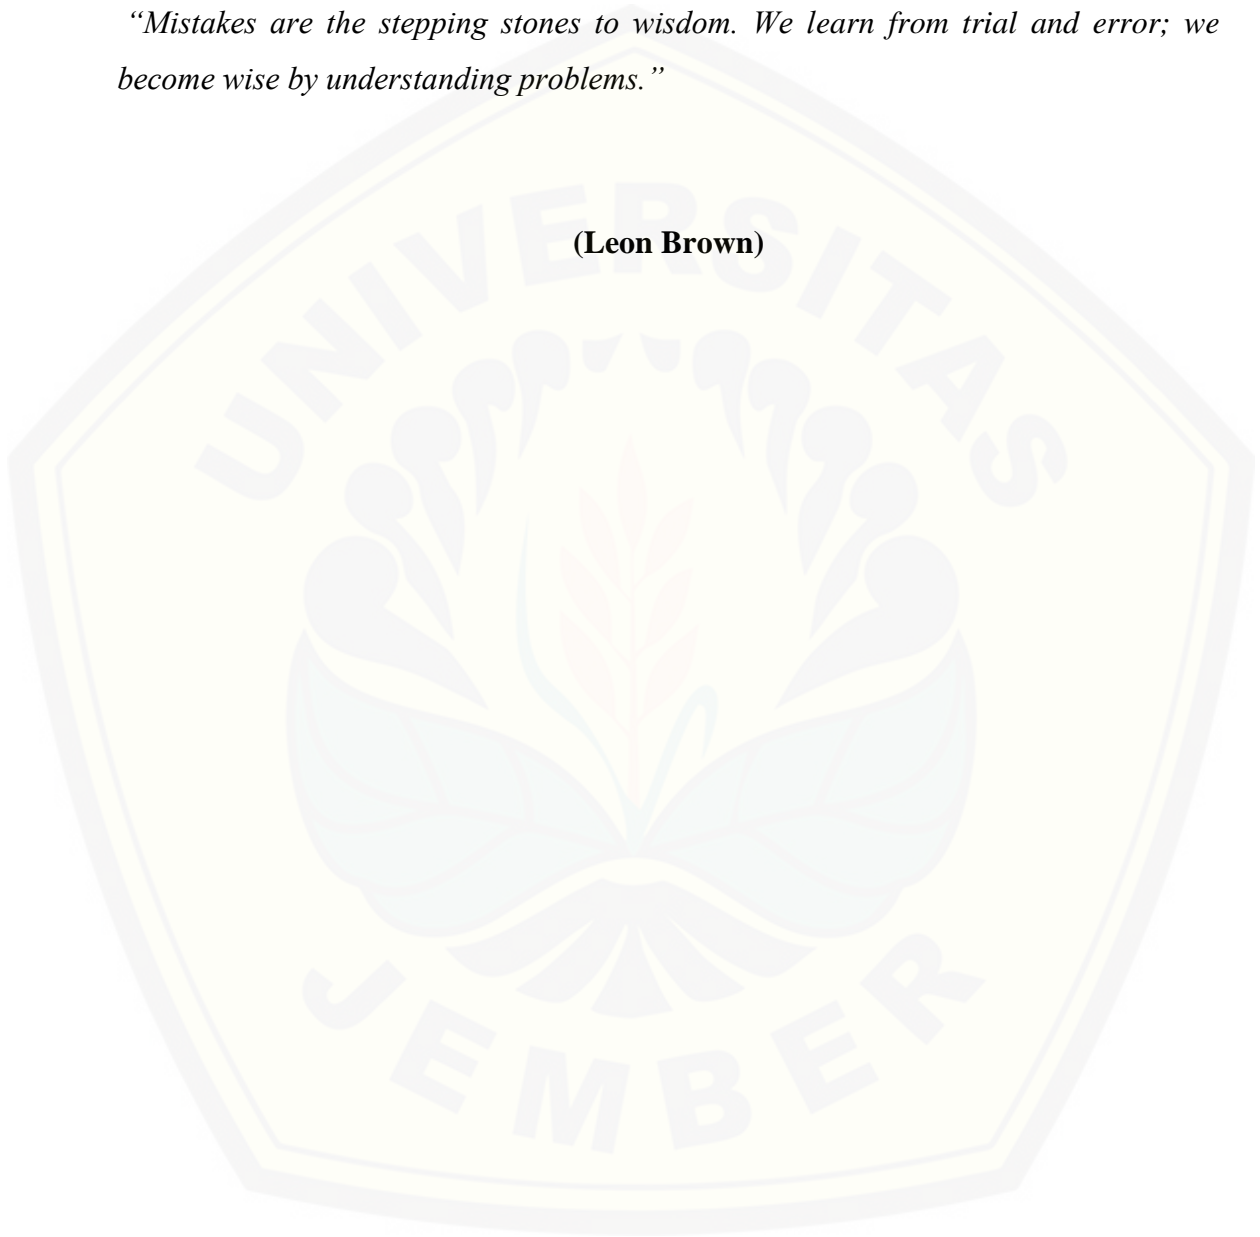 “Mistakes are the stepping stones to wisdom. We learn from trial and error; we
become wise by understanding problems.”
(Leon Brown)
UNIVERSITAS
JEMBER